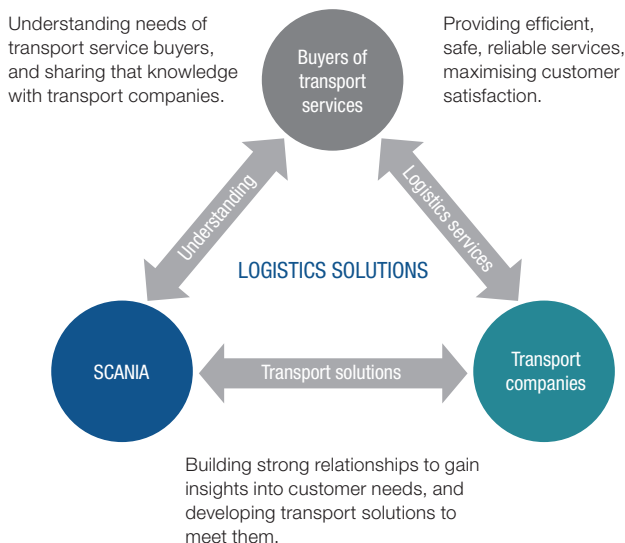 Understanding needs of
transport service buyers,
and sharing that knowledge
with transport companies.
Buyers of
transport
services
Providing efficient,
safe, reliable services,
maximising customer
satisfaction.
Understanding
Logistics services
LOGISTICS SOLUTIONS
SCANIA
Transport solutions
Transport
companies
Building strong relationships to gain
insights into customer needs, and
developing transport solutions to
meet them.